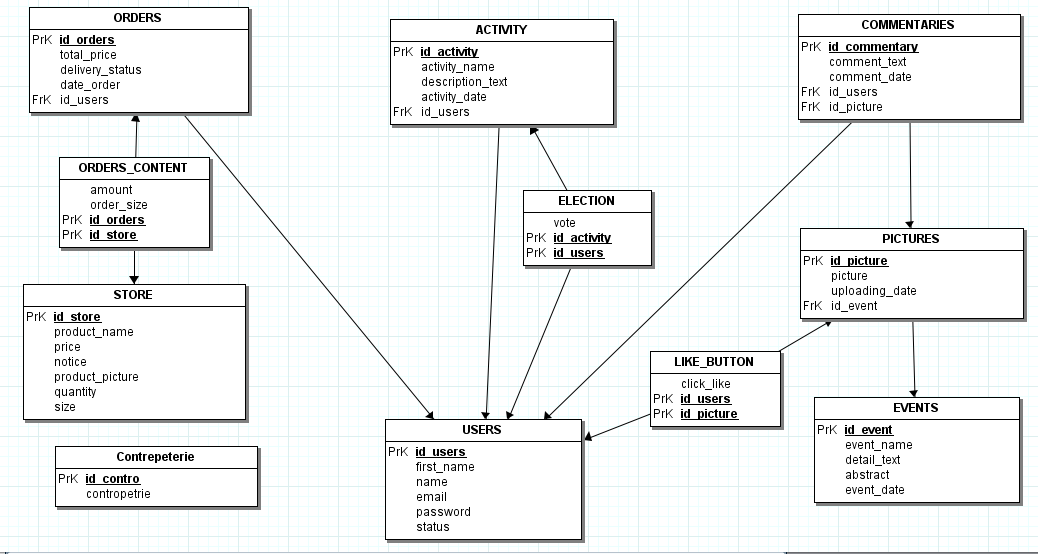 ORDERS
PrK id_orders
total_price
delivery_status
date_order
FrK id_users
ACTIVITY
PrK id_activity
activity_name
description_text
activity_date
FrK id_users
COMMENTARIES
PrK id_commentary
comment_text
comment_date
FrK id_users
FrK id_picture
ORDERS_CONTENT
amount
order_size
PrK id_orders
PrK id_store
ELECTION
vote
PrK id_activity
PrK id_users
PICTURES
PrK id_picture
picture
uploading_date
FrK id_event
STORE
PrK id_store
product_name
price
notice
product_picture
quantity
size
LIKE_BUTTON
click_like
PrK id_users
PrK id_picture
EVENTS
PrK id_event
event_name
detail_text
abstract
event_date
USERS
PrK id_users
first_name
name
email
password
status
Contrepeterie
PrK id_contro
contropetrie